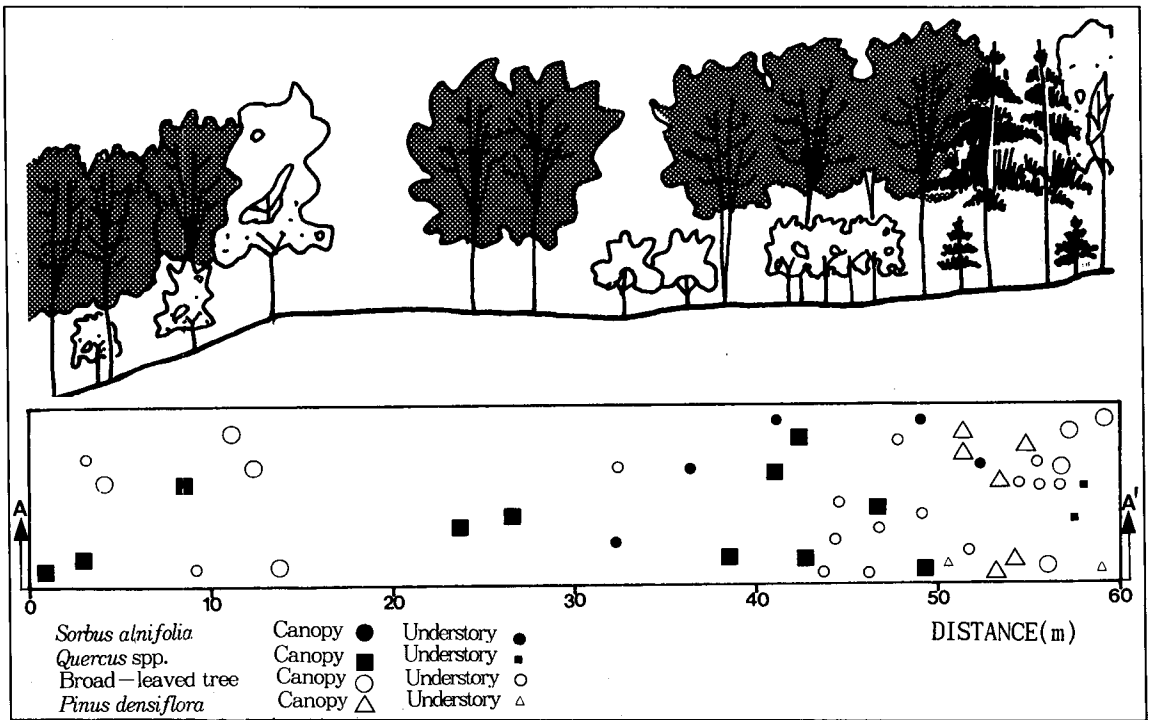 A A'
0 10 20 30 40 50 60
DISTANCE(m)
Sorbus alnifolia Canopy Understory
Quercus spp. Canopy Understory
Broad—leaved tree Canopy Understory
Pinus densiflora Canopy Understory